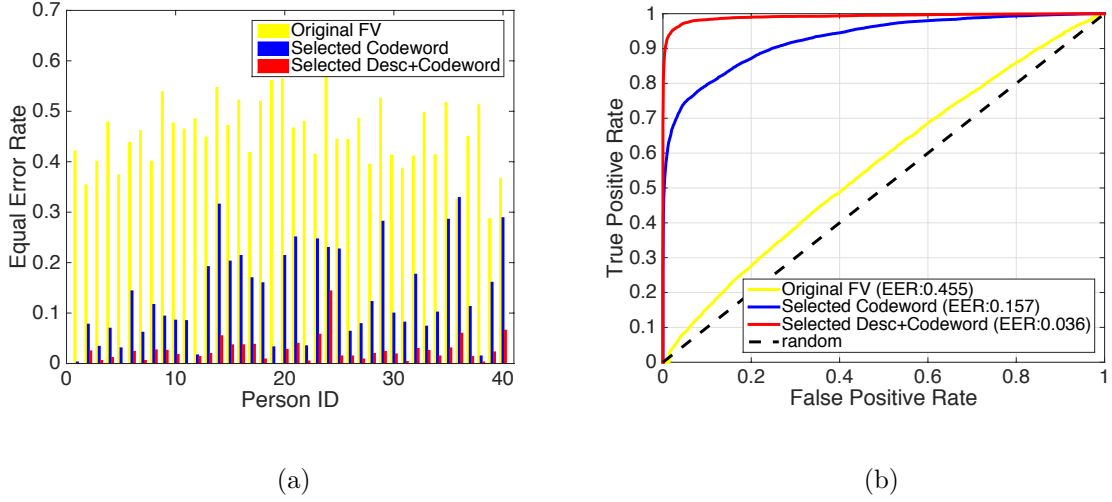 0.7
0.6
0.5
0.4
0.3
0.2
0.1
0
Equal Error Rate
Original FV
Selected Codeword
Selected Desc+Codeword
0 10 20 30 40
Person ID
(a)
1
0.9
0.8
0.7
0.6
0.5
0.4
0.3
0.2
0.1
0
True Positive Rate
Original FV (EER:0.455)
Selected Codeword (EER:0.157)
Selected Desc+Codeword (EER:0.036)
random
0 0.2 0.4 0.6 0.8 1
False Positive Rate
(b)